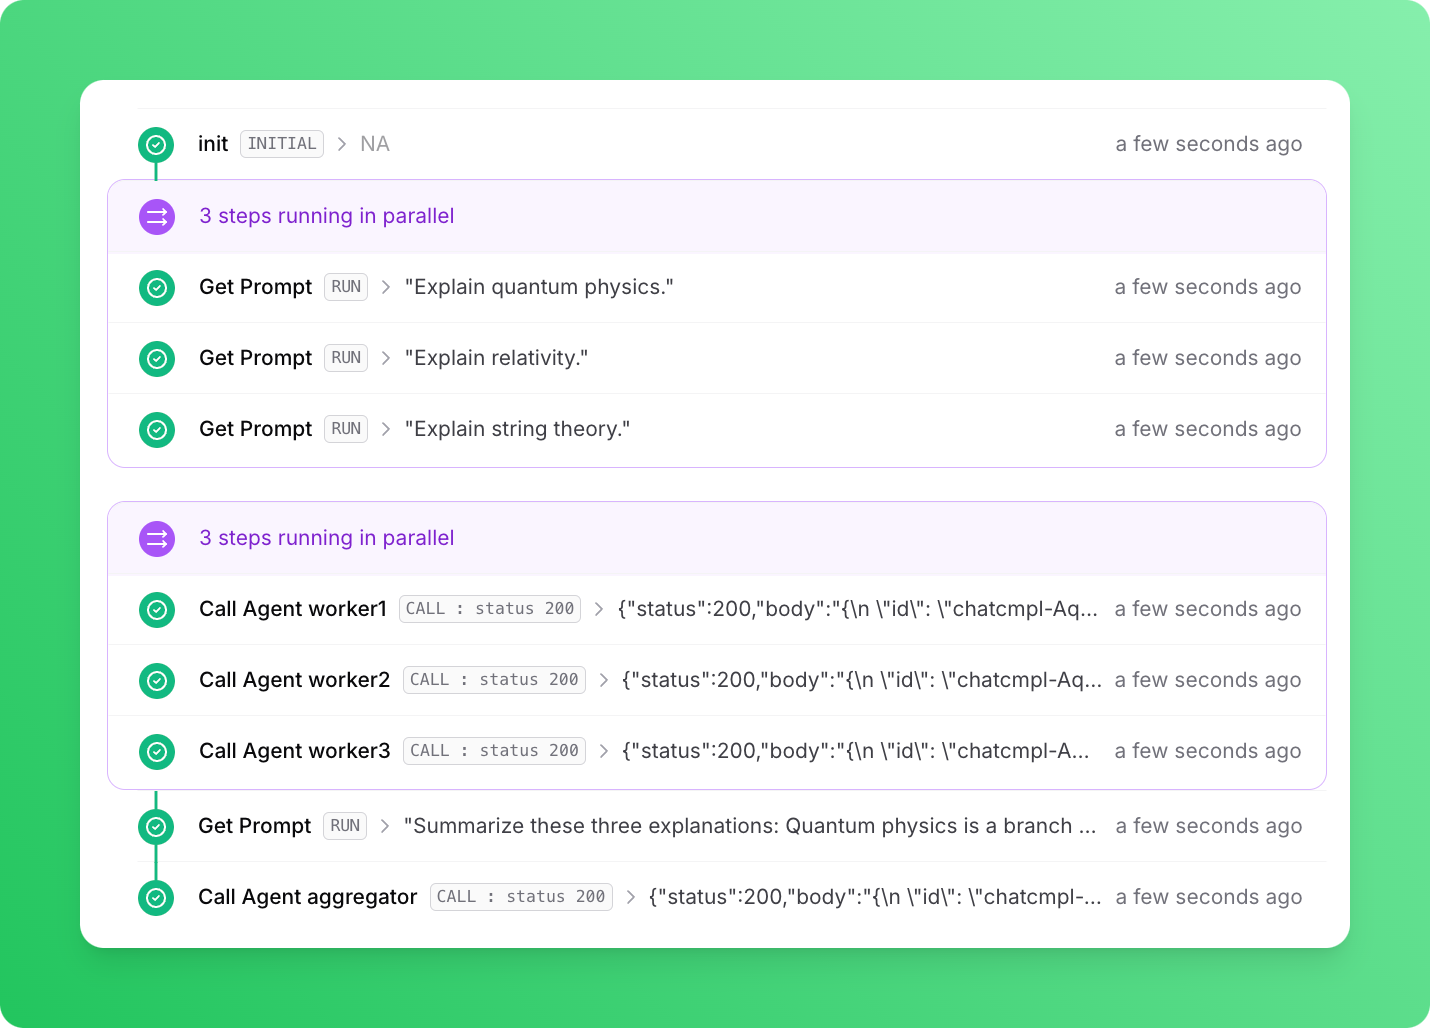 init INITIAL > NA a few seconds ago
3 steps running in parallel
Get Prompt RUN > "Explain quantum physics." a few seconds ago
Get Prompt RUN > "Explain relativity." a few seconds ago
Get Prompt RUN > "Explain string theory." a few seconds ago
3 steps running in parallel
Call Agent worker1 CALL : status 200 > {"status":200,"body":"{\n \"id\": \"chatcmpl-Aq... a few seconds ago
Call Agent worker2 CALL : status 200 > {"status":200,"body":"{\n \"id\": \"chatcmpl-Aq... a few seconds ago
Call Agent worker3 CALL : status 200 > {"status":200,"body":"{\n \"id\": \"chatcmpl-A... a few seconds ago
Get Prompt RUN > "Summarize these three explanations: Quantum physics is a branch ... a few seconds ago
Call Agent aggregator CALL : status 200 > {"status":200,"body":"{\n \"id\": \"chatcmpl-... a few seconds ago